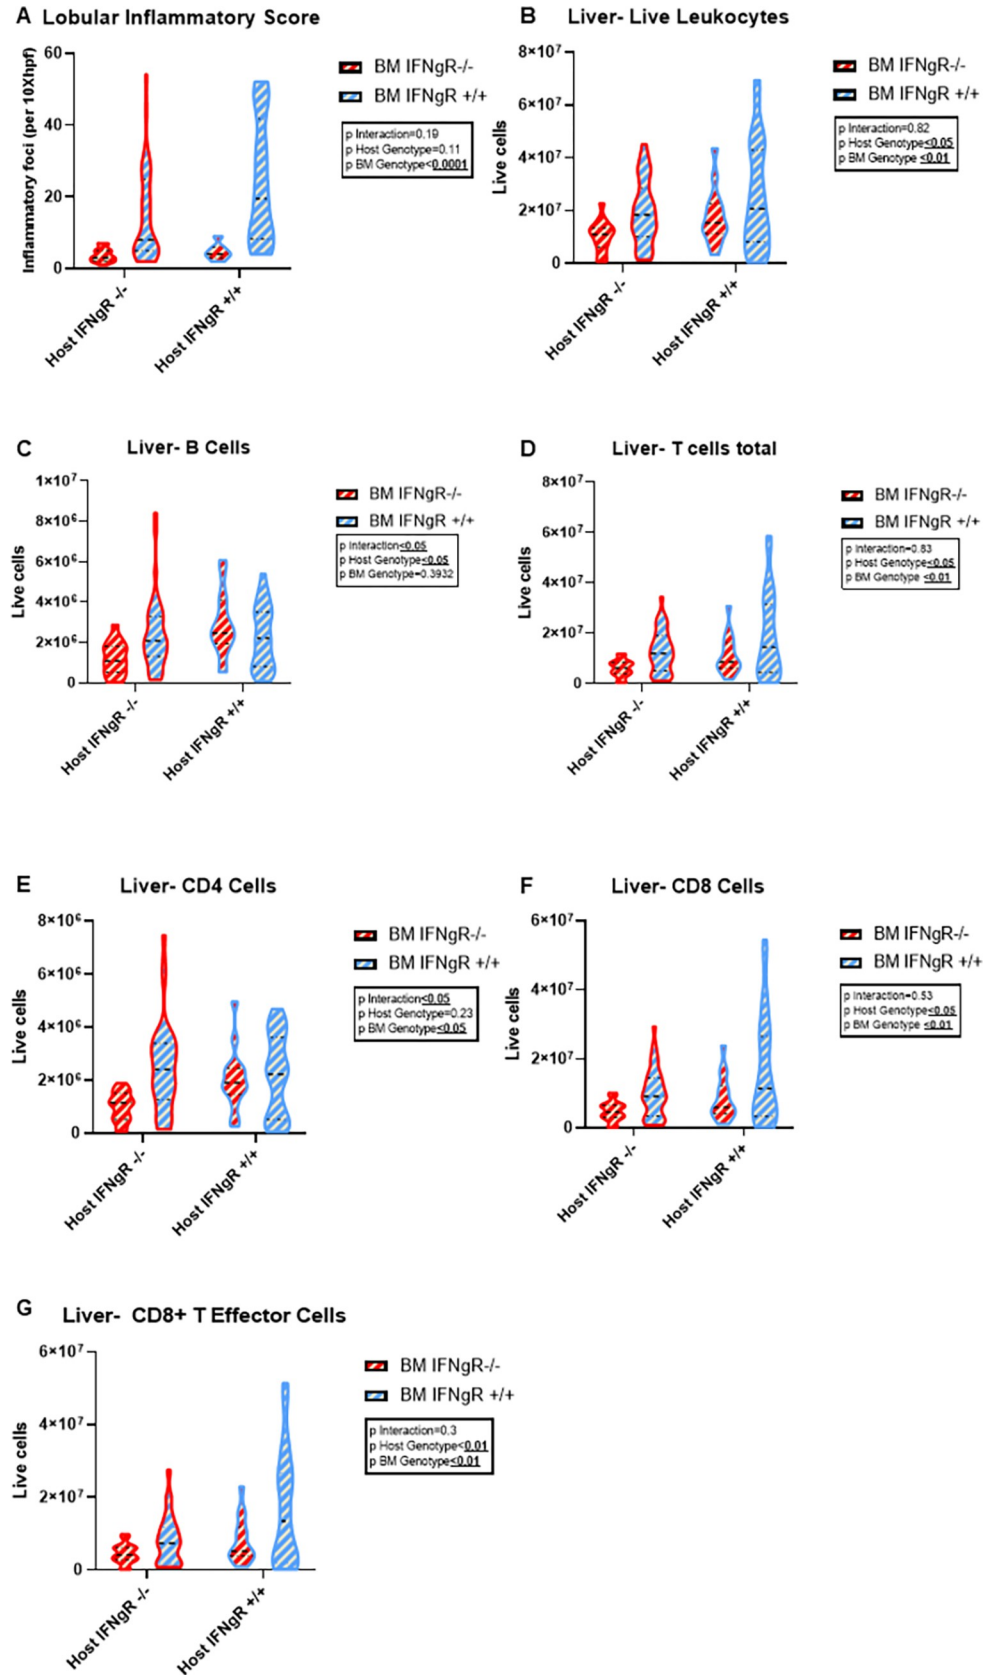 A Lobular Inflammatory Score
Inflammatory foci (per 10Xhpf)
60
40
20
0
Host IFNgR -/-
Host IFNgR +/+
BM IFNgR-/-
BM IFNgR +/+
p Interaction=0.19
p Host Genotype=0.11
p BM Genotype<0.0001
B Liver- Live Leukocytes
Live cells
8×10⁷
6×10⁷
4×10⁷
2×10⁷
0
Host IFNgR -/-
Host IFNgR +/+
BM IFNgR-/-
BM IFNgR +/+
p Interaction=0.82
p Host Genotype<0.05
p BM Genotype <0.01
C Liver- B Cells
Live cells
1×10⁷
8×10⁶
6×10⁶
4×10⁶
2×10⁶
0
Host IFNgR -/-
Host IFNgR +/+
BM IFNgR-/-
BM IFNgR +/+
p Interaction<0.05
p Host Genotype<0.05
p BM Genotype=0.3932
D Liver- T cells total
Live cells
8×10⁷
6×10⁷
4×10⁷
2×10⁷
0
Host IFNgR -/-
Host IFNgR +/+
BM IFNgR-/-
BM IFNgR +/+
p Interaction=0.83
p Host Genotype<0.05
p BM Genotype <0.01
E Liver- CD4 Cells
Live cells
8×10⁶
6×10⁶
4×10⁶
2×10⁶
0
Host IFNgR -/-
Host IFNgR +/+
BM IFNgR-/-
BM IFNgR +/+
p Interaction<0.05
p Host Genotype=0.23
p BM Genotype<0.05
F Liver- CD8 Cells
Live cells
6×10⁷
4×10⁷
2×10⁷
0
Host IFNgR -/-
Host IFNgR +/+
BM IFNgR-/-
BM IFNgR +/+
p Interaction=0.53
p Host Genotype<0.05
p BM Genotype <0.01
G Liver- CD8+ T Effector Cells
Live cells
6×10⁷
4×10⁷
2×10⁷
0
Host IFNgR -/-
Host IFNgR +/+
BM IFNgR-/-
BM IFNgR +/+
p Interaction=0.3
p Host Genotype<0.01
p BM Genotype<0.01